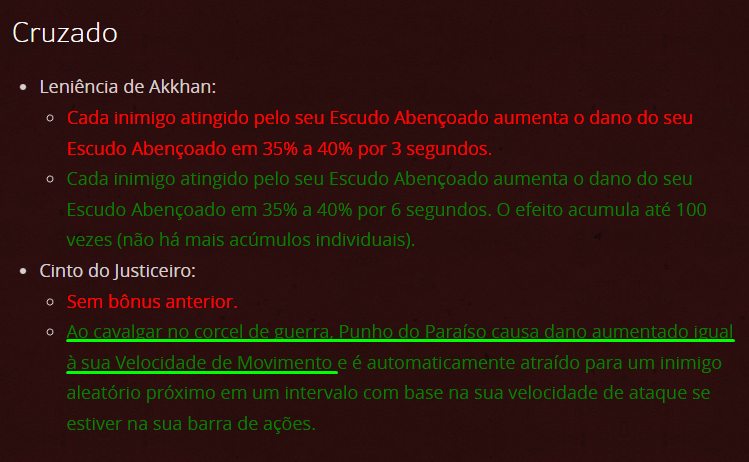 Cruzado
Leniência de Akkhan:
Cada inimigo atingido pelo seu Escudo Abençoado aumenta o dano do seu
Escudo Abençoado em 35% a 40% por 3 segundos.
Cada inimigo atingido pelo seu Escudo Abençoado aumenta o dano do seu
Escudo Abençoado em 35% a 40% por 6 segundos. O efeito acumula até 100
vezes (não há mais acúmulos individuais).
Cinto do Justiceiro:
Sem bônus anterior.
Ao cavalgar no corcel de guerra, Punho do Paraíso causa dano aumentado igual
à sua Velocidade de Movimento e é automaticamente atraído para um inimigo
aleatório próximo em um intervalo com base na sua velocidade de ataque se
estiver na sua barra de ações.